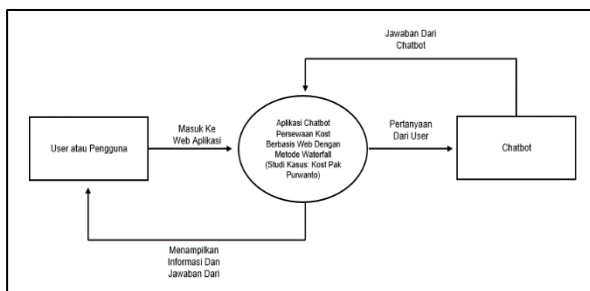 Jawaban Dari
Chatbot
User atau Pengguna
Masuk Ke
Web Aplikasi
Aplikasi Chatbot
Persewaan Kost
Berbasis Web Dengan
Metode Waterfall
(Studi Kasus: Kost Pak
Purwanto)
Pertanyaan
Dari User
Chatbot
Menampilkan
Informasi Dan
Jawaban Dari